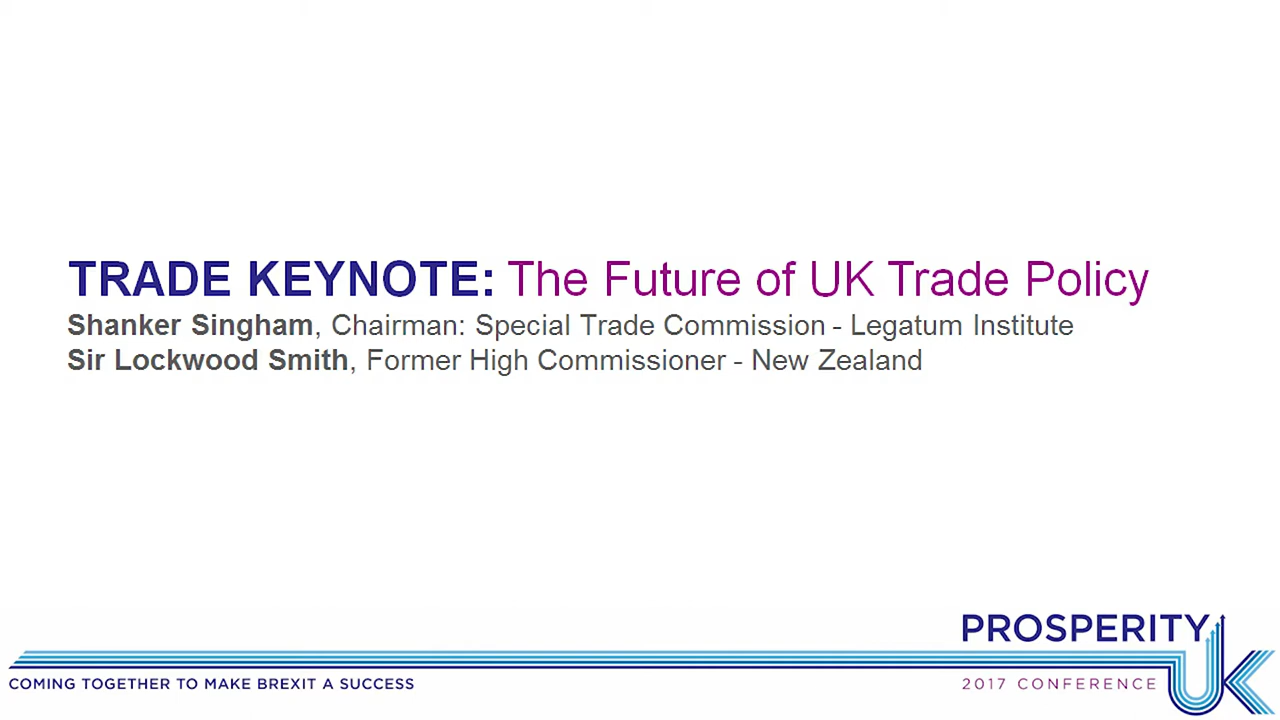 TRADE KEYNOTE: The Future of UK Trade Policy
Shanker Singham, Chairman: Special Trade Commission - Legatum Institute
Sir Lockwood Smith, Former High Commissioner - New Zealand
PROSPERITY UK
COMING TOGETHER TO MAKE BREXIT A SUCCESS
2017 CONFERENCE